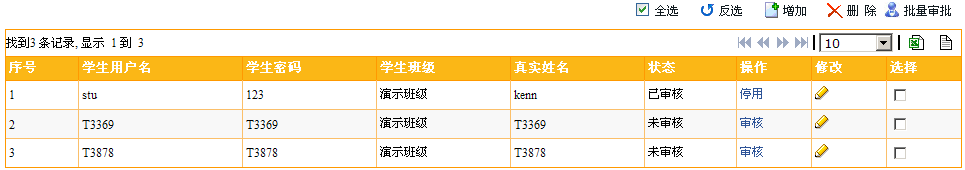 全选 反选 增加 删 除 批量审批
找到3 条记录, 显示 1 到 3 10
序号 学生用户名 学生密码 学生班级 真实姓名 状态 操作 修改 选择
1 stu 123 演示班级 kenn 已审核 停用
2 T3369 T3369 演示班级 T3369 未审核 审核
3 T3878 T3878 演示班级 T3878 未审核 审核